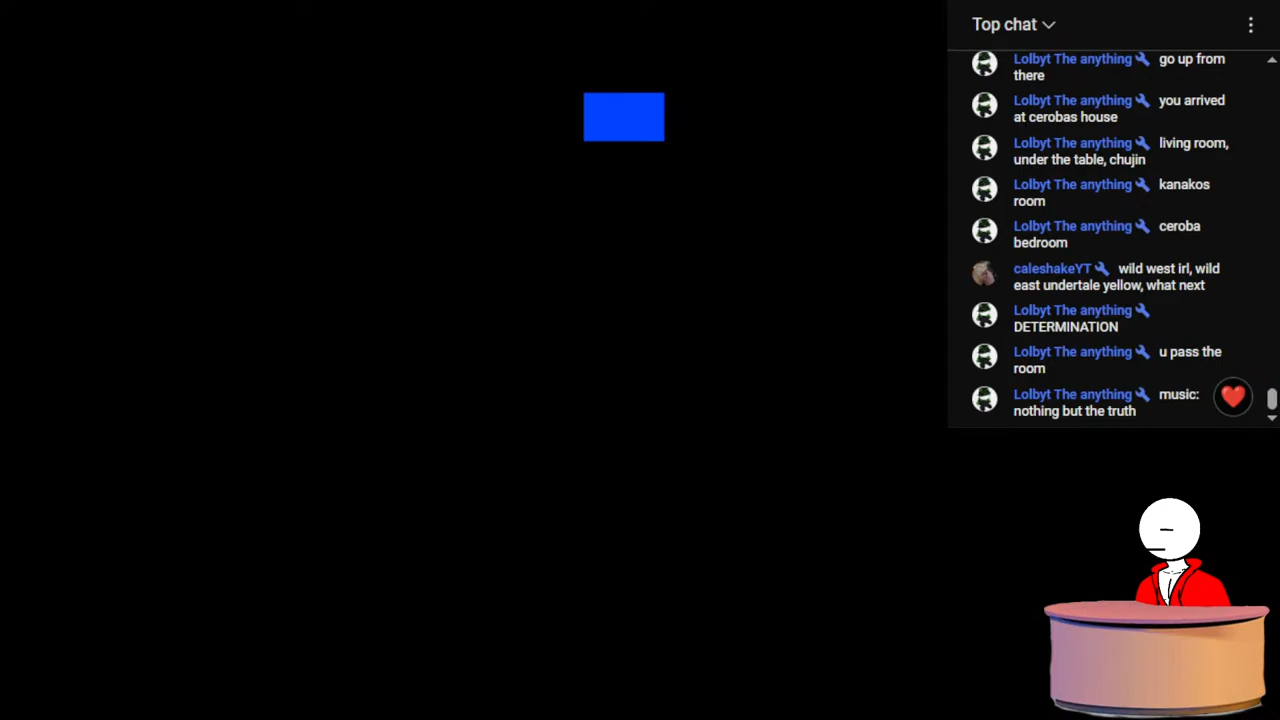 Top chat
Lolbyt The anything go up from
there
Lolbyt The anything you arrived
at cerobas house
Lolbyt The anything living room,
under the table, chujin
Lolbyt The anything kanakos
room
Lolbyt The anything ceroba
bedroom
caleshakeYT wild west irl, wild
east undertale yellow, what next
Lolbyt The anything
DETERMINATION
Lolbyt The anything u pass the
room
Lolbyt The anything music:
nothing but the truth